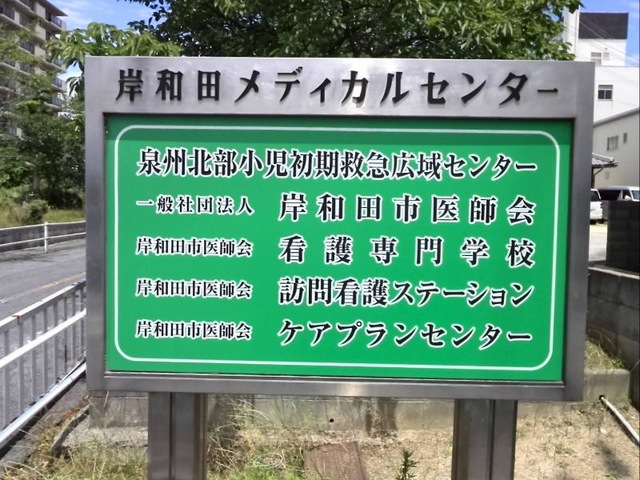 岸和田メディカルセンター
泉州北部小児初期救急広域センター
一般社団法人 岸和田市医師会
岸和田市医師会 看護専門学校
岸和田市医師会 訪問看護ステーション
岸和田市医師会 ケアプランセンター